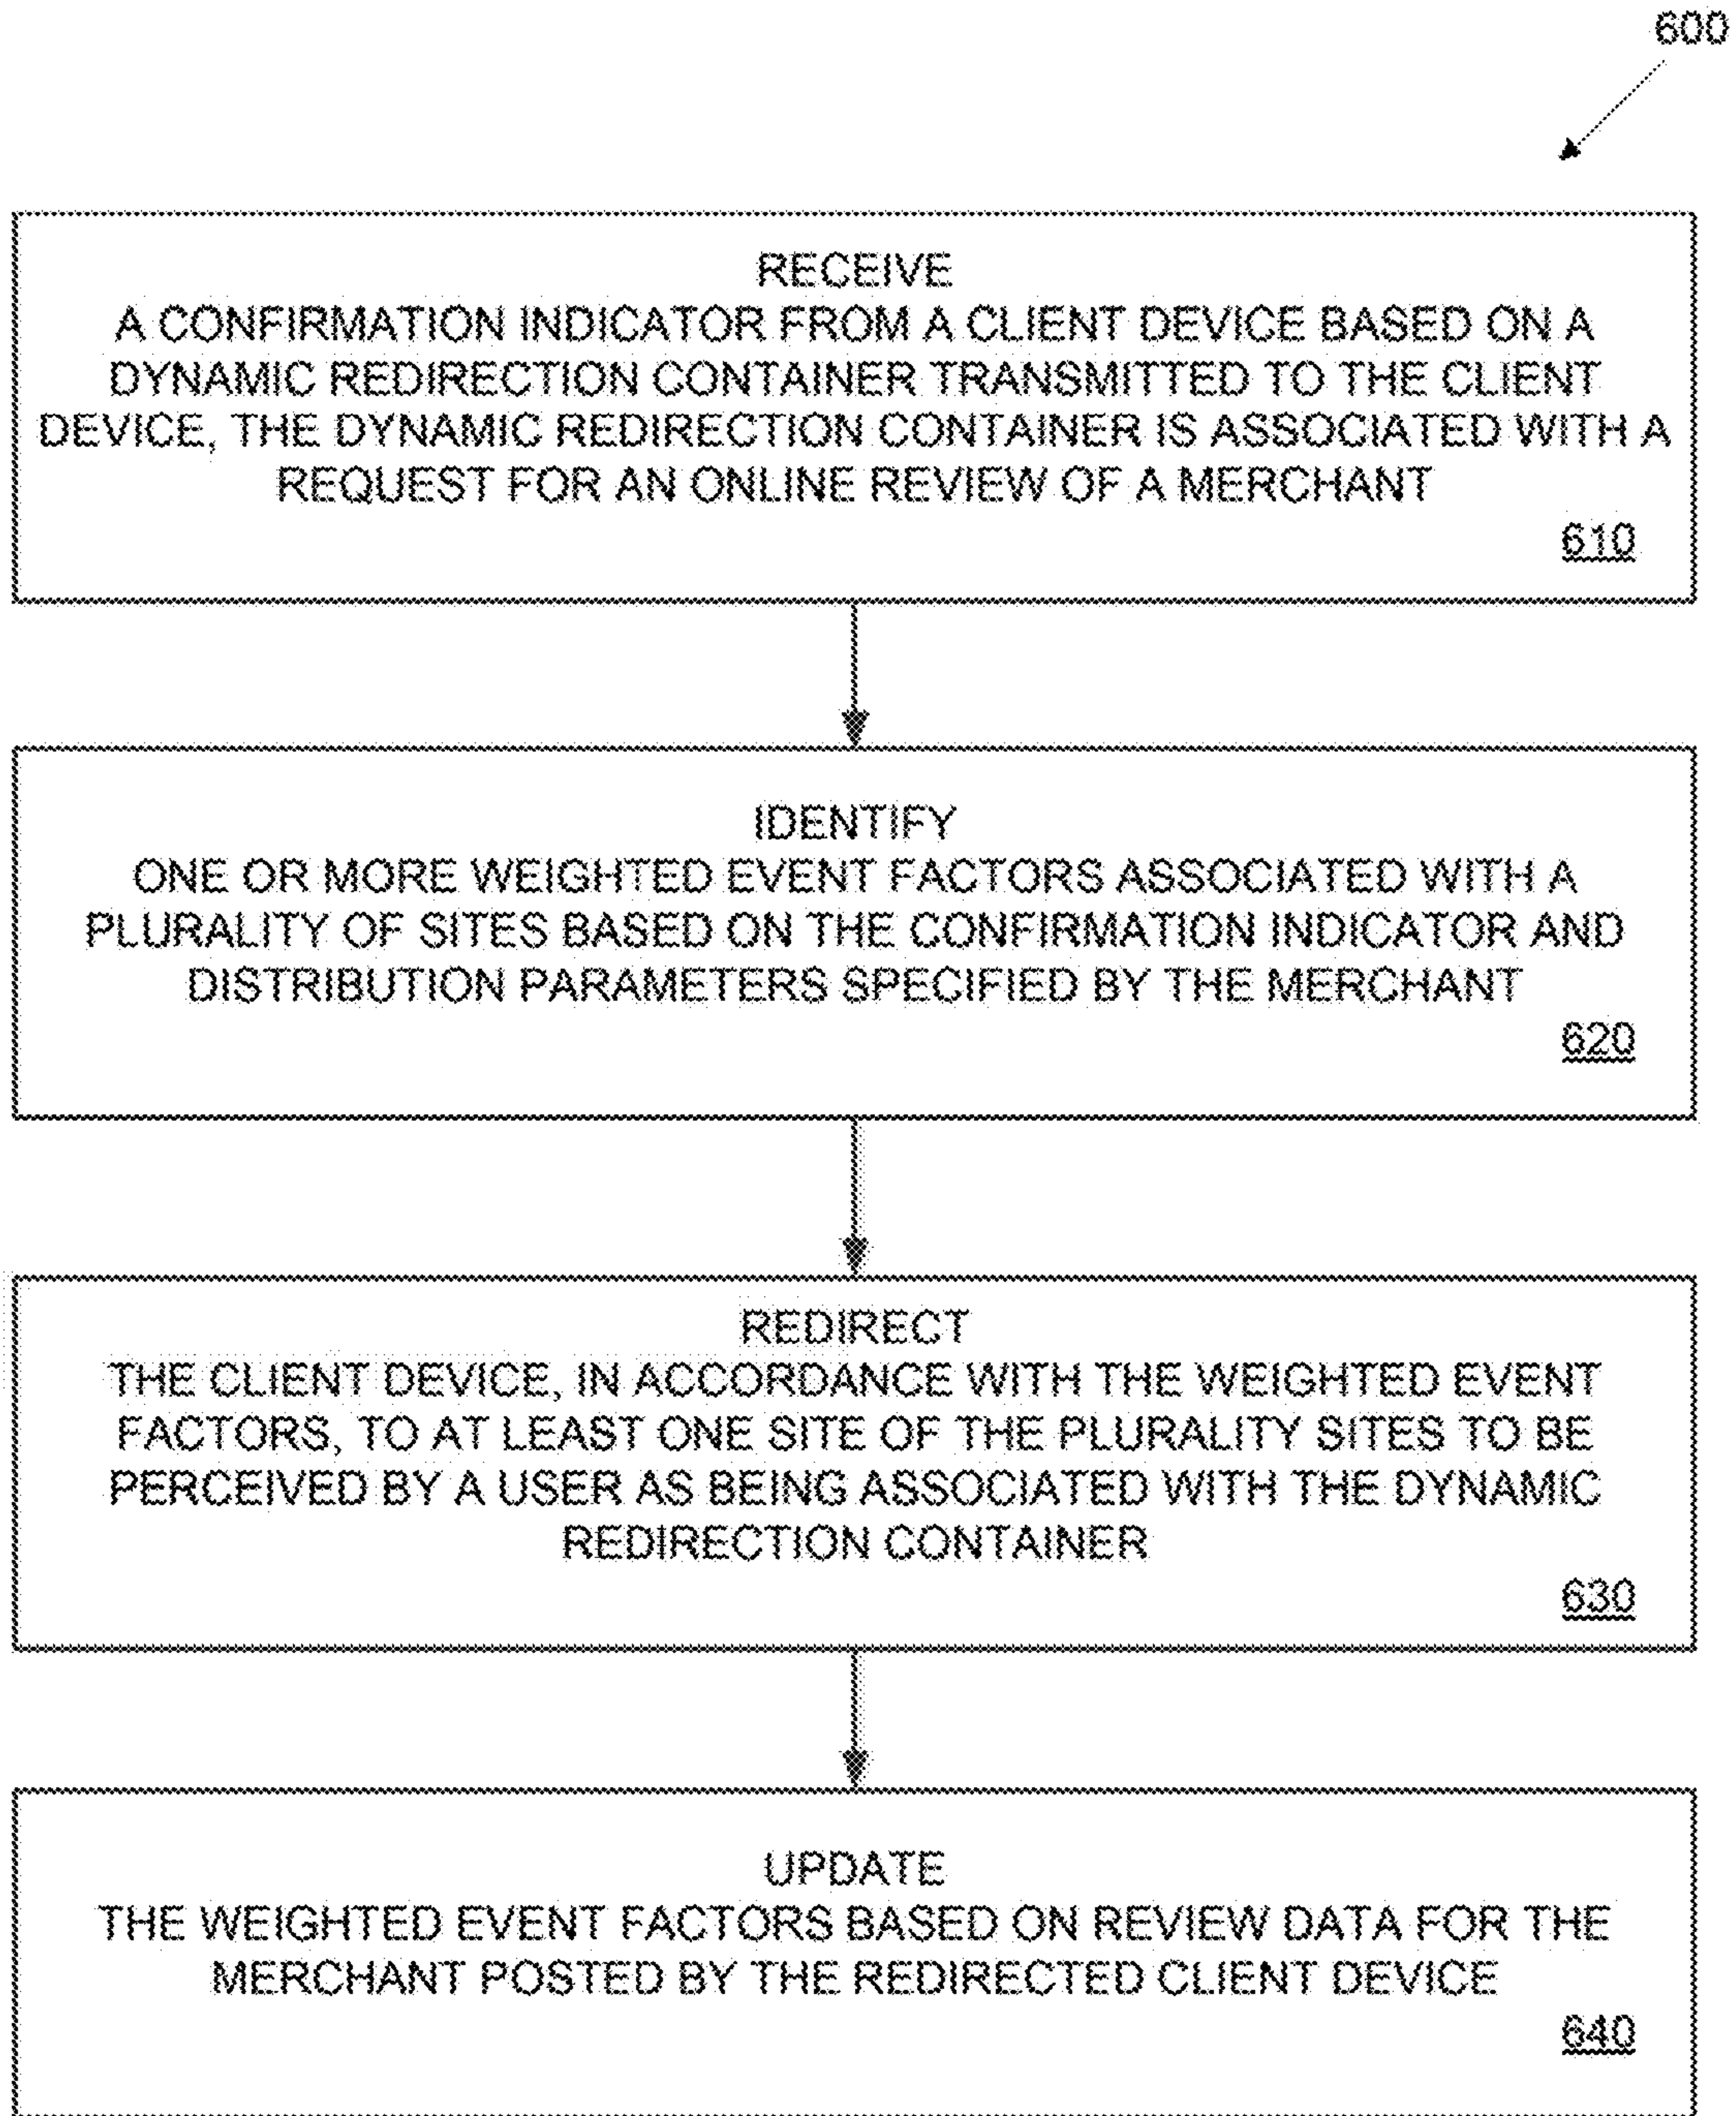 600
RECEIVE
A CONFIRMATION INDICATOR FROM A CLIENT DEVICE BASED ON A
DYNAMIC REDIRECTION CONTAINER TRANSMITTED TO THE CLIENT
DEVICE, THE DYNAMIC REDIRECTION CONTAINER IS ASSOCIATED WITH A
REQUEST FOR AN ONLINE REVIEW OF A MERCHANT
610
IDENTIFY
ONE OR MORE WEIGHTED EVENT FACTORS ASSOCIATED WITH A
PLURALITY OF SITES BASED ON THE CONFIRMATION INDICATOR AND
DISTRIBUTION PARAMETERS SPECIFIED BY THE MERCHANT
620
REDIRECT
THE CLIENT DEVICE, IN ACCORDANCE WITH THE WEIGHTED EVENT
FACTORS, TO AT LEAST ONE SITE OF THE PLURALITY SITES TO BE
PERCEIVED BY A USER AS BEING ASSOCIATED WITH THE DYNAMIC
REDIRECTION CONTAINER
630
UPDATE
THE WEIGHTED EVENT FACTORS BASED ON REVIEW DATA FOR THE
MERCHANT POSTED BY THE REDIRECTED CLIENT DEVICE
640